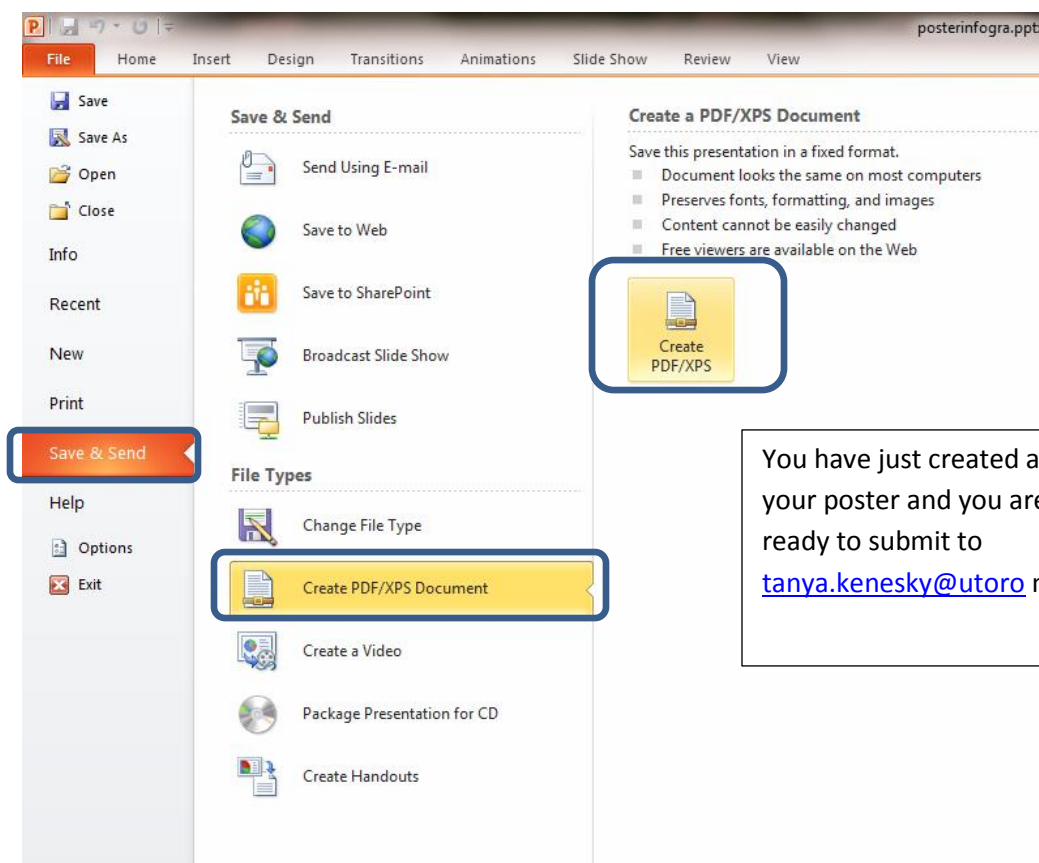 posterinfogra.ppt
File Home Insert Design Transitions Animations Slide Show Review View
Save
Save As
Open
Close
Info
Recent
New
Print
Save & Send
Help
Options
Exit
Save & Send
Send Using E-mail
Save to Web
Save to SharePoint
Broadcast Slide Show
Publish Slides
File Types
Change File Type
Create PDF/XPS Document
Create a Video
Package Presentation for CD
Create Handouts
Create a PDF/XPS Document
Save this presentation in a fixed format.
Document looks the same on most computers
Preserves fonts, formatting, and images
Content cannot be easily changed
Free viewers are available on the Web
Create
PDF/XPS
You have just created a
your poster and you are
ready to submit to
tanya.kenesky@utoro